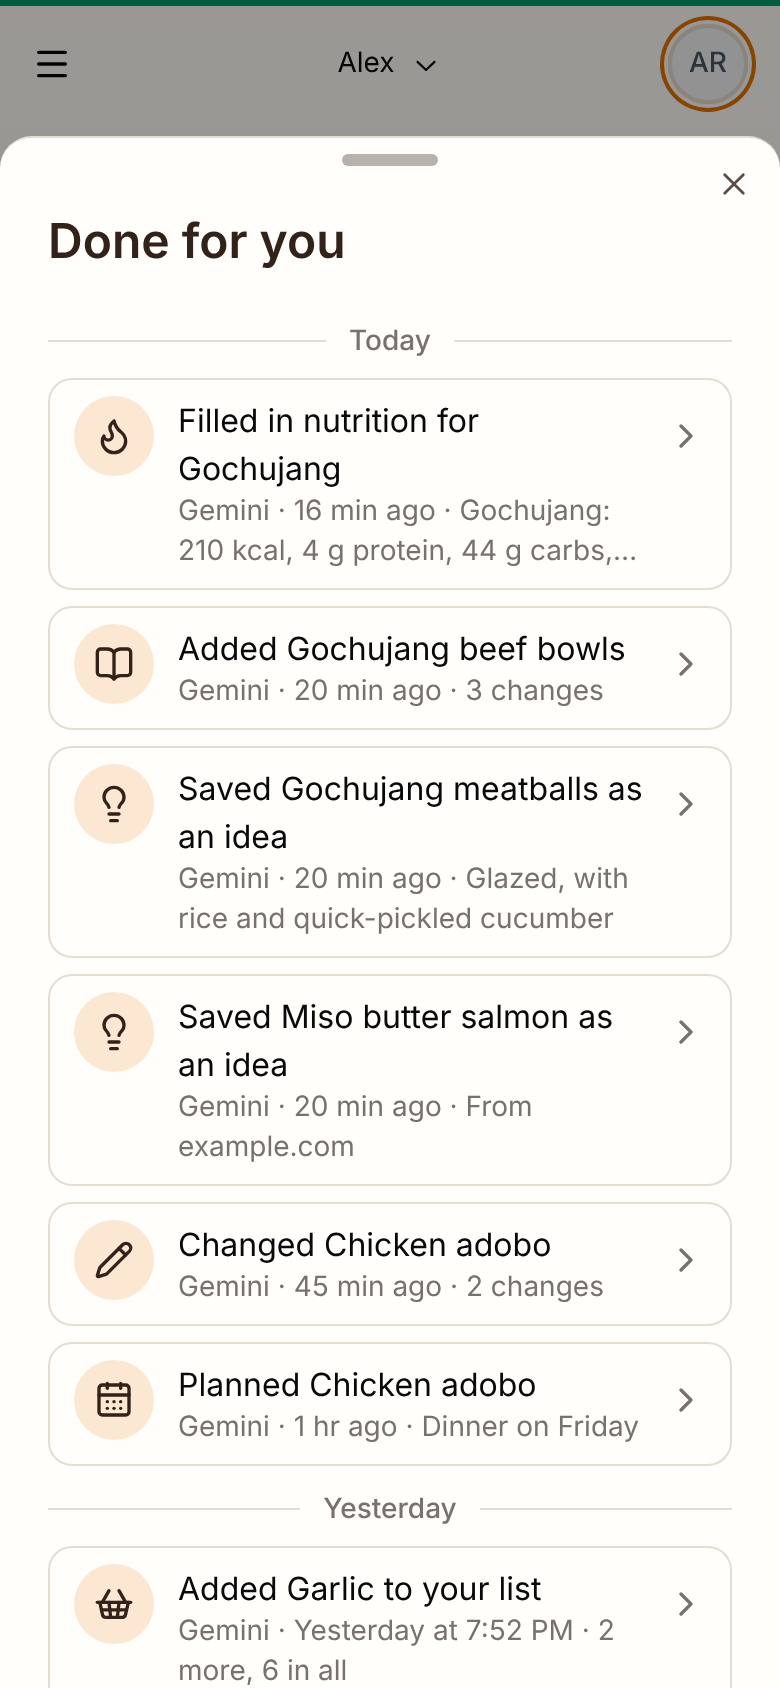 Alex
AR
Done for you
Today
Filled in nutrition for
Gochujang
Gemini · 16 min ago · Gochujang:
210 kcal, 4 g protein, 44 g carbs,...
Added Gochujang beef bowls
Gemini · 20 min ago · 3 changes
Saved Gochujang meatballs as
an idea
Gemini · 20 min ago · Glazed, with
rice and quick-pickled cucumber
Saved Miso butter salmon as
an idea
Gemini · 20 min ago · From
example.com
Changed Chicken adobo
Gemini · 45 min ago · 2 changes
Planned Chicken adobo
Gemini · 1 hr ago · Dinner on Friday
Yesterday
Added Garlic to your list
Gemini · Yesterday at 7:52 PM · 2
more, 6 in all